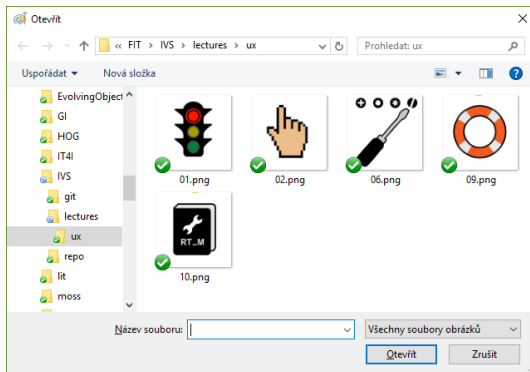 Otevřít
« FIT > IVS > lectures > ux
Prohledat: ux
Uspořádat
Nová složka
EvolvingObject
GI
HOG
IT4I
IVS
git
lectures
ux
repo
lit
moss
01.png
02.png
06.png
09.png
RT_M
10.png
Název souboru:
Všechny soubory obrázků
Otevřít
Zrušit